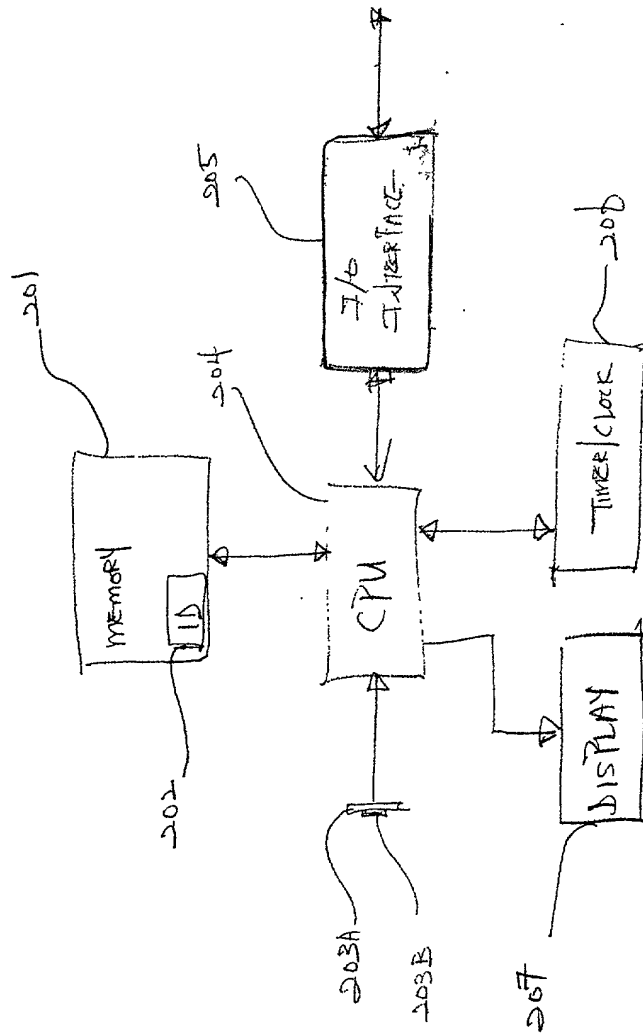 201
MEMORY
202
ID
204
205
I/O
INTERFACE
CPU
203A
203B
207
DISPLAY
TIMER/CLOCK
206